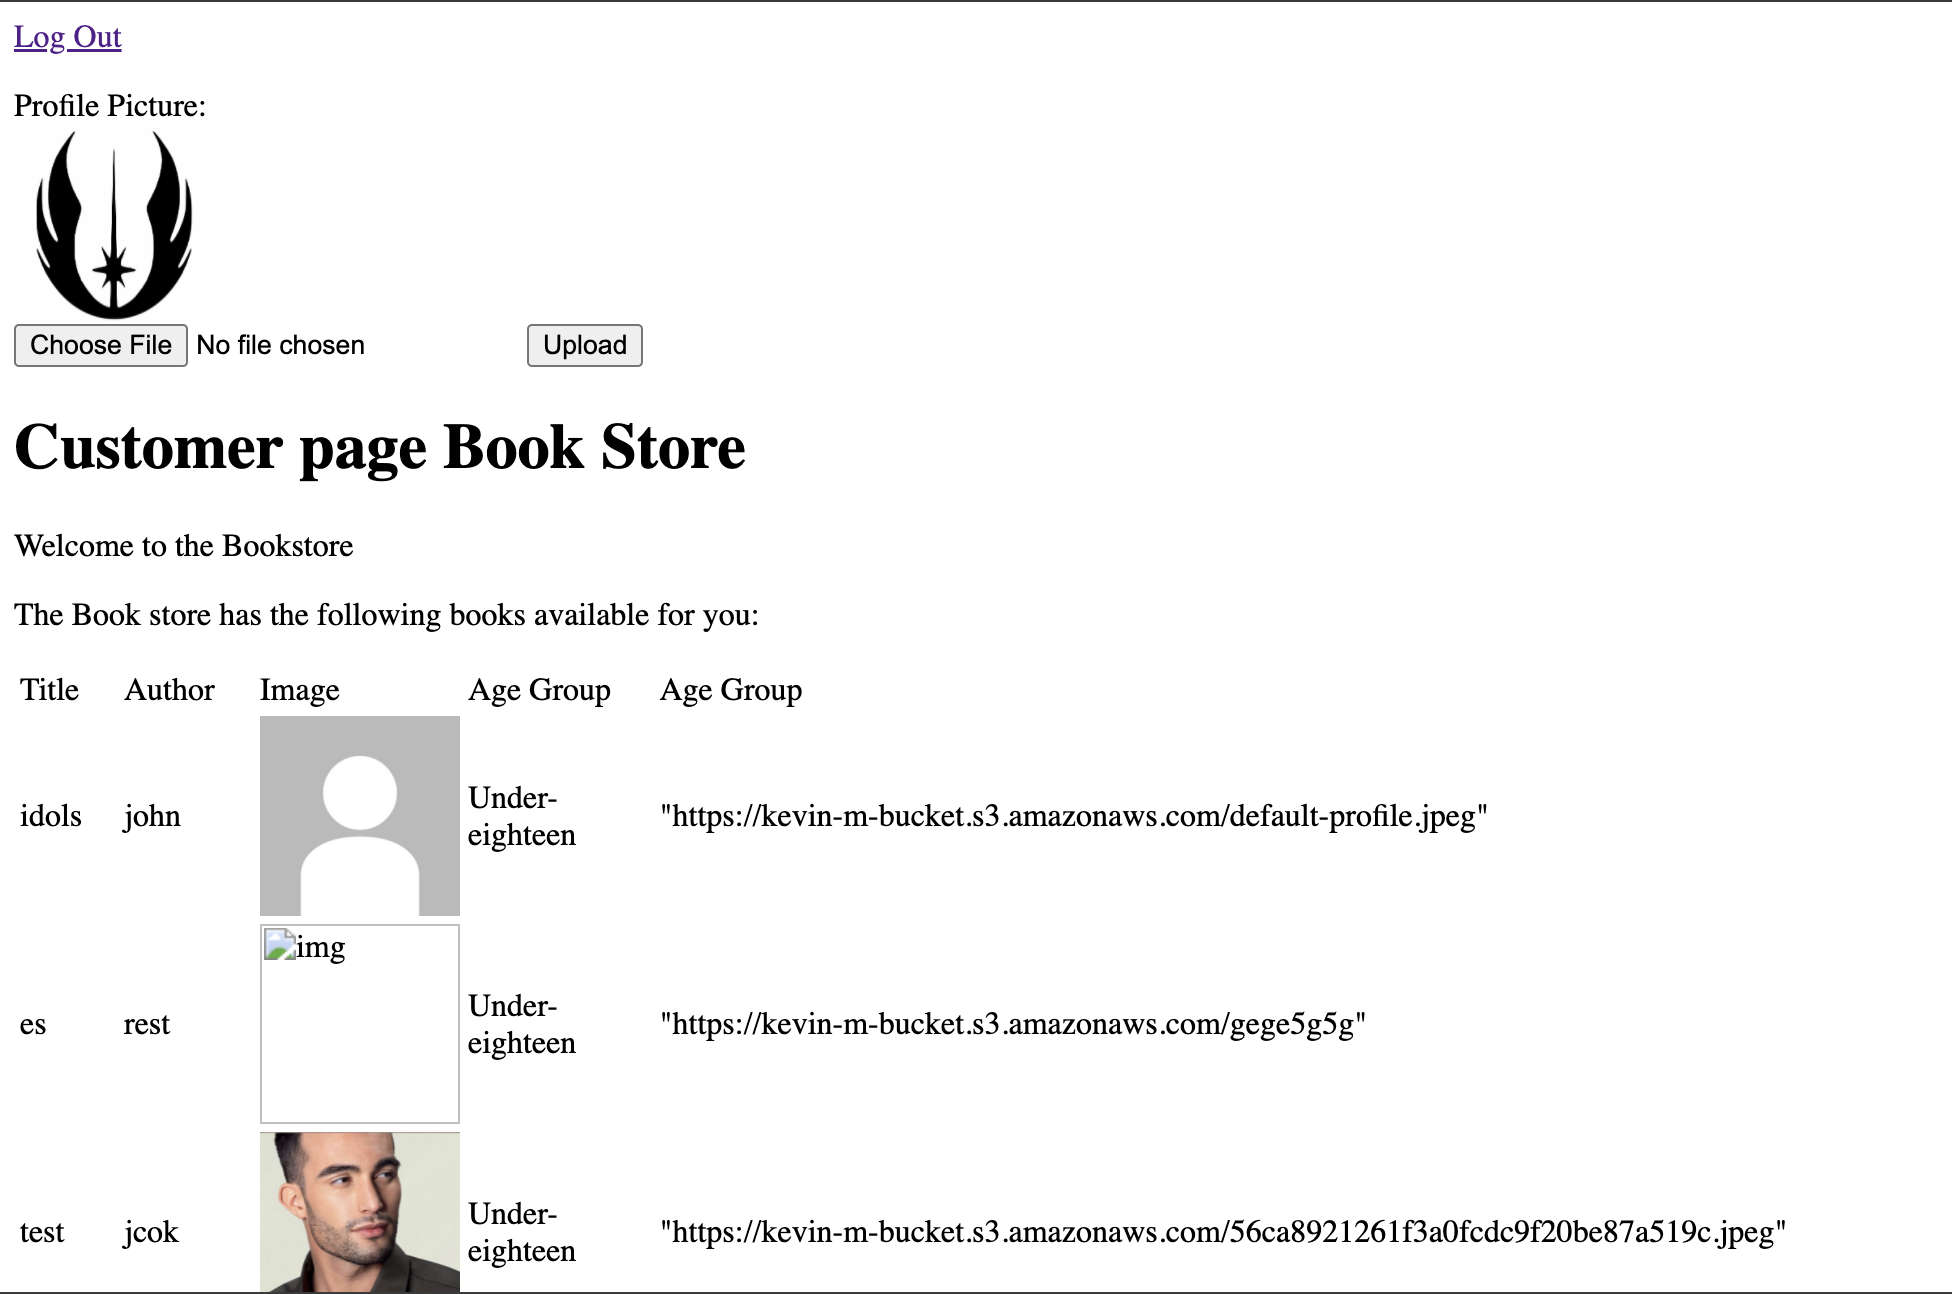 Log Out
Profile Picture:
Choose File No file chosen Upload
Customer page Book Store
Welcome to the Bookstore
The Book store has the following books available for you:
Title Author Image Age Group Age Group
idols john Under-
eighteen "https://kevin-m-bucket.s3.amazonaws.com/default-profile.jpeg"
img
es rest Under-
eighteen "https://kevin-m-bucket.s3.amazonaws.com/gege5g5g"
test jcok Under-
eighteen "https://kevin-m-bucket.s3.amazonaws.com/56ca8921261f3a0fcdc9f20be87a519c.jpeg"